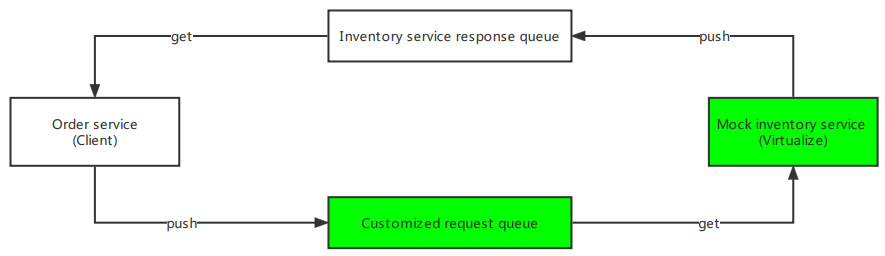 get
Inventory service response queue
push
Order service
(Client)
Mock inventory service
(Virtualize)
push
Customized request queue
get